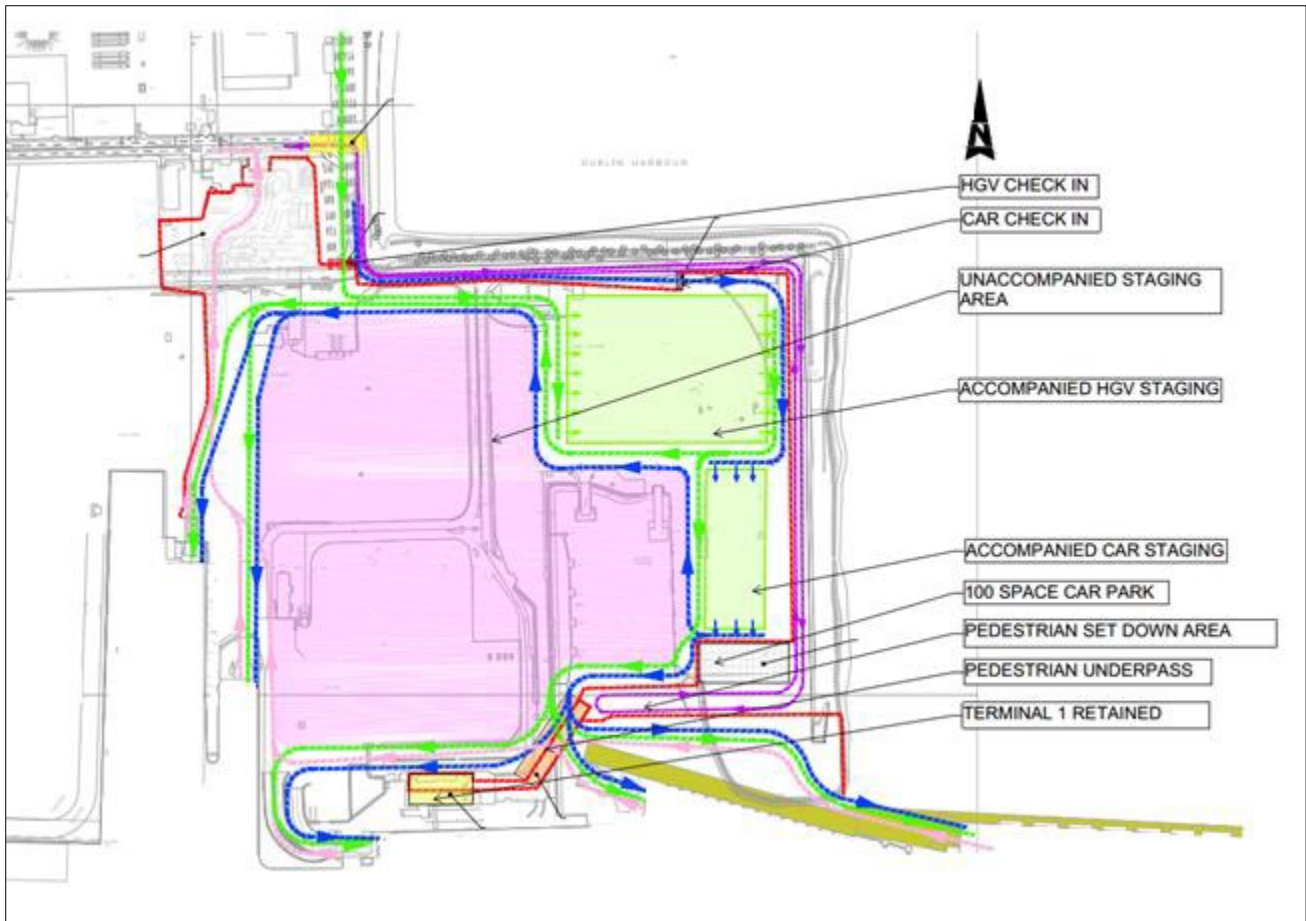 DUBLIN HARBOUR
N
HGV CHECK IN
CAR CHECK IN
UNACCOMPANIED STAGING
AREA
ACCOMPANIED HGV STAGING
ACCOMPANIED CAR STAGING
100 SPACE CAR PARK
PEDESTRIAN SET DOWN AREA
PEDESTRIAN UNDERPASS
TERMINAL 1 RETAINED